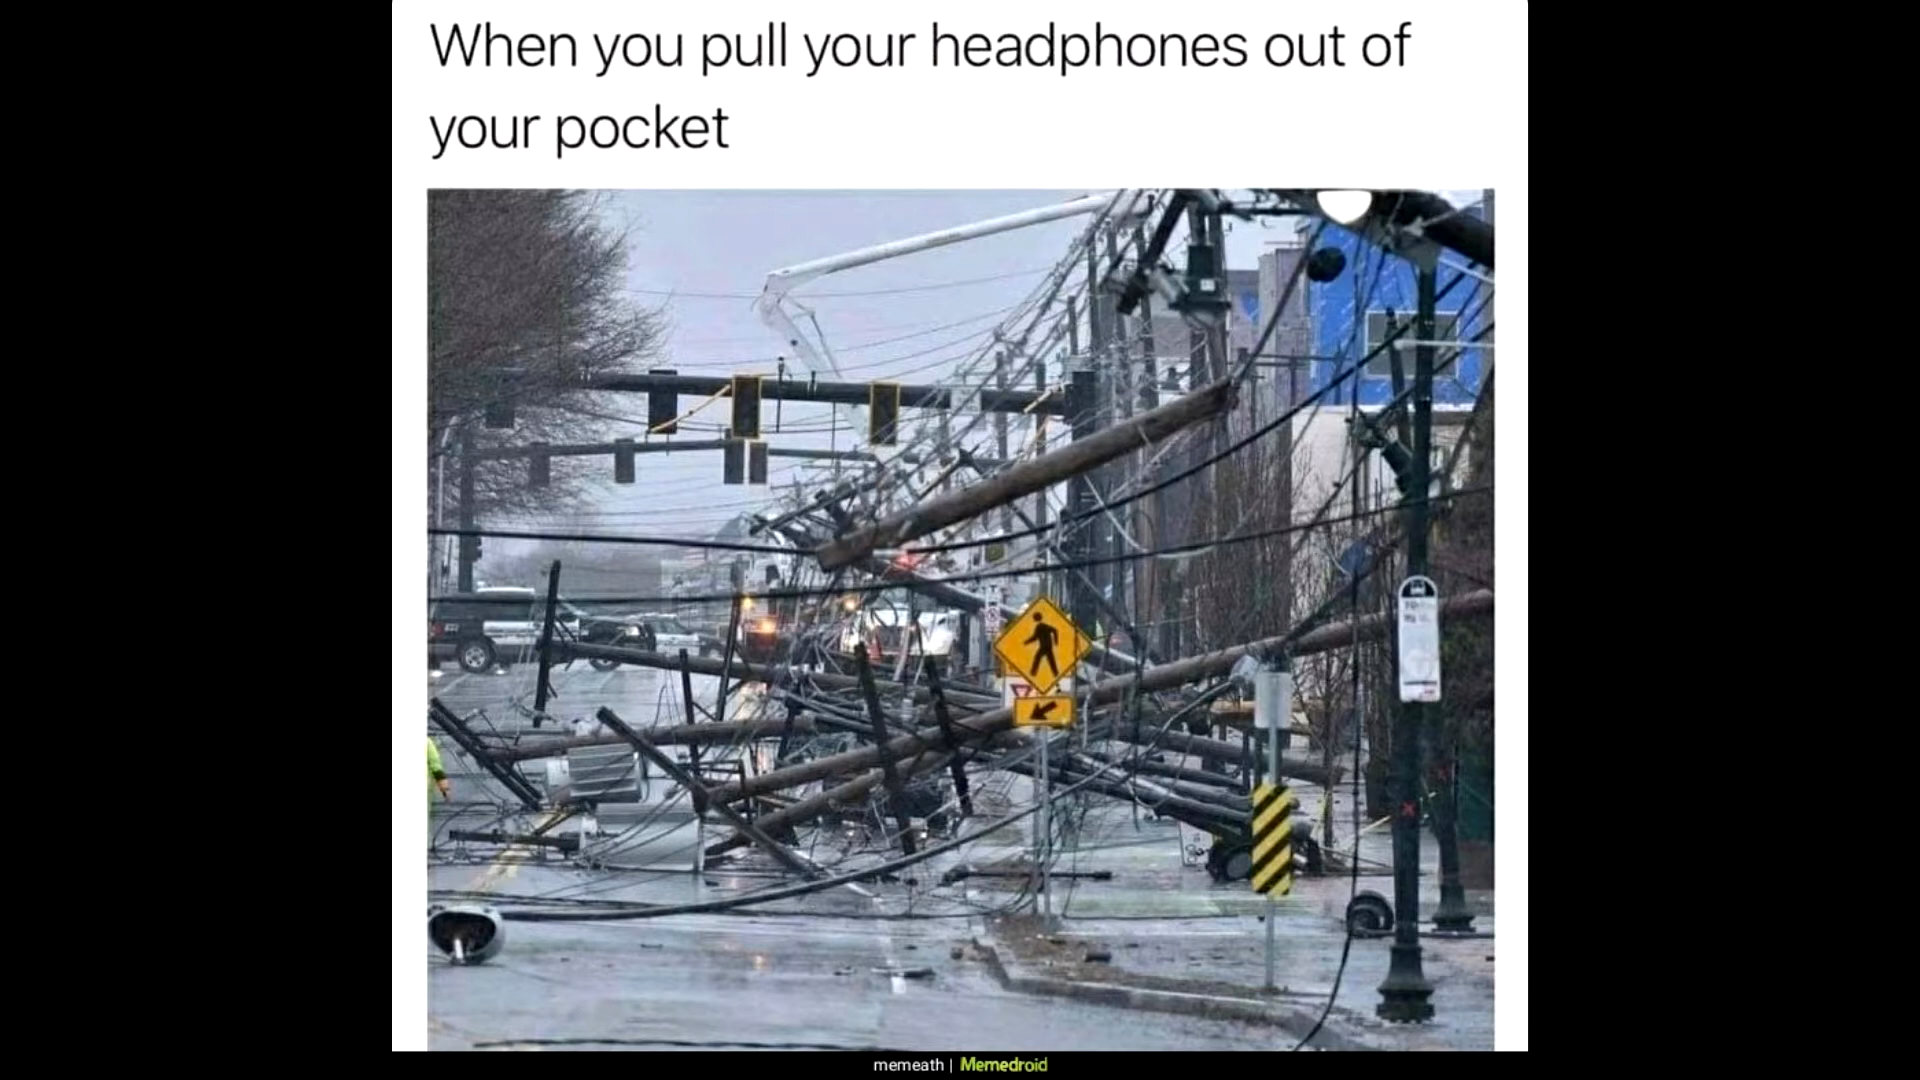 When you pull your headphones out of
your pocket
memeath | Memedroid